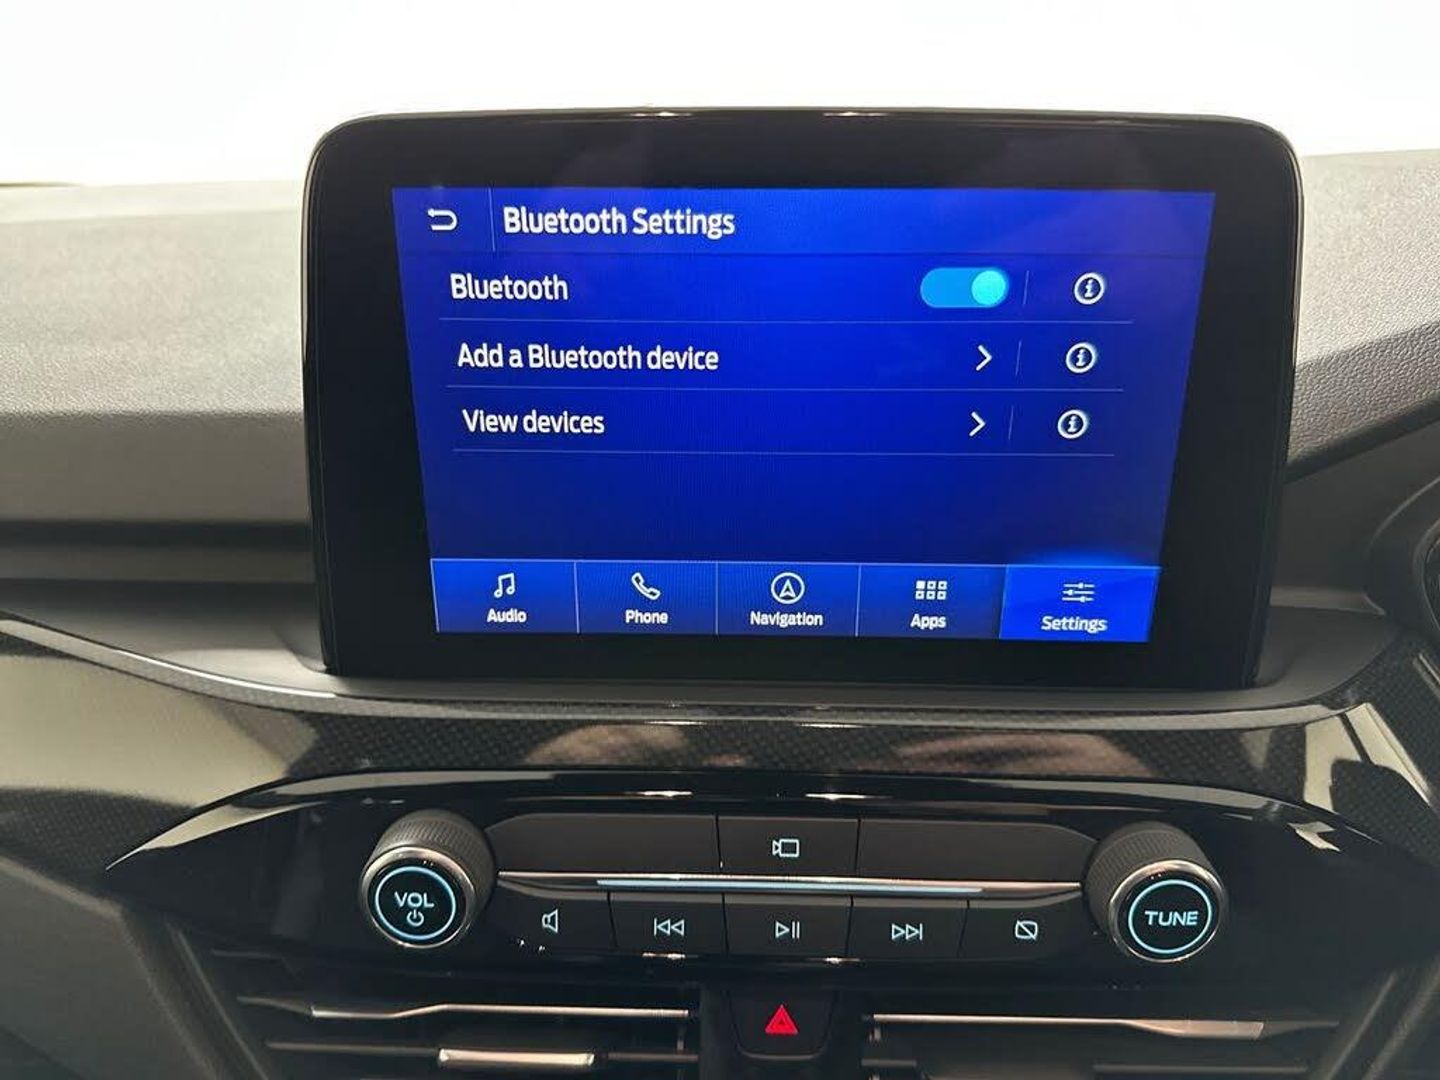 Bluetooth Settings
Bluetooth
Add a Bluetooth device
View devices
Audio
Phone
Navigation
Apps
Settings
VOL
TUNE